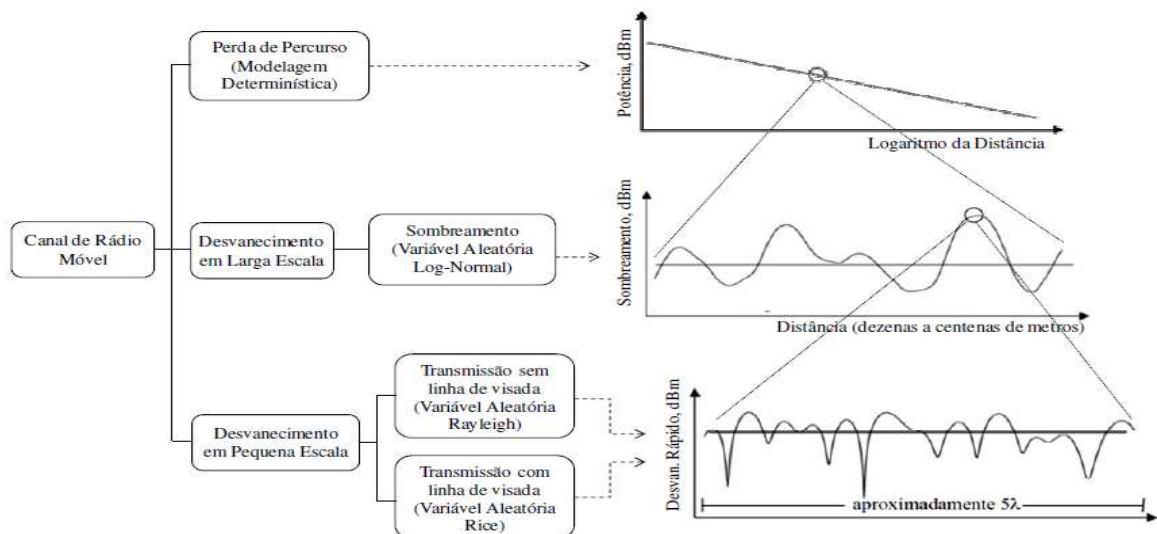 Perda de Percurso
(Modelagem
Determinística)
Potência, dBm
Logaritmo da Distância
Canal de Rádio
Móvel
Desvanecimento
em Larga Escala
Sombreamento
(Variável Aleatória
Log-Normal)
Sombreamento, dBm
Distância (dezenas a centenas de metros)
Desvanecimento
em Pequena Escala
Transmissão sem
linha de visada
(Variável Aleatória
Rayleigh)
Transmissão com
linha de visada
(Variável Aleatória
Rice)
Desvan. Rápido, dBm
aproximadamente 5λ